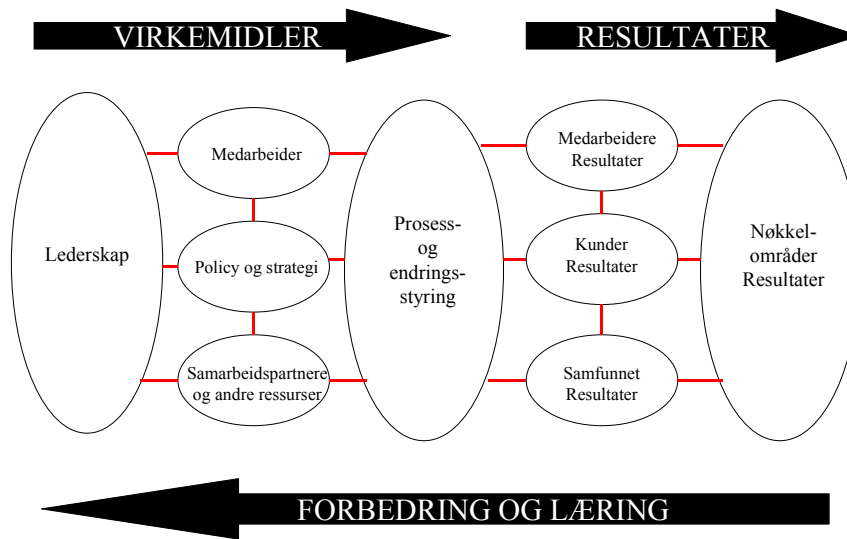 VIRKEMIDLER
RESULTATER
Lederskap
Medarbeider
Policy og strategi
Samarbeidspartnere
og andre ressurser
Prosess-
og
endrings-
styring
Medarbeidere
Resultater
Kunder
Resultater
Samfunnet
Resultater
Nøkkel-
områder
Resultater
FORBEDRING OG LÆRING